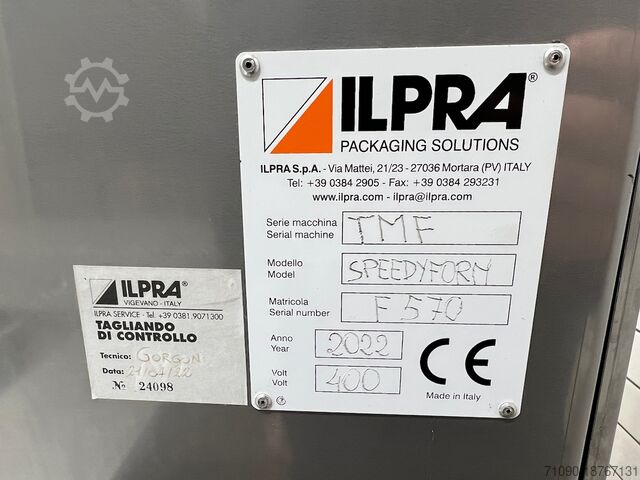 ILPRA®
PACKAGING SOLUTIONS
ILPRA S.p.A. - Via Mattei, 21/23 - 27036 Mortara (PV) ITALY
Tel: +39 0384 2905 - Fax: +39 0384 293231
www.ilpra.com - ilpra@ilpra.com
Serie macchina
Serial machine
TMF
Modello
Model
SPEEDYFORM
Matricola
Serial number
F570
Anno
Year
2022
Volt
Volt
400
CE
Made in Italy
ILPRA®
VIGEVANO - ITALY
ILPRA SERVICE - Tel. +39 0381.9071300
TAGLIANDO
DI CONTROLLO
Tecnico: GORGUN
Data:
№ 24098
71090-18767131